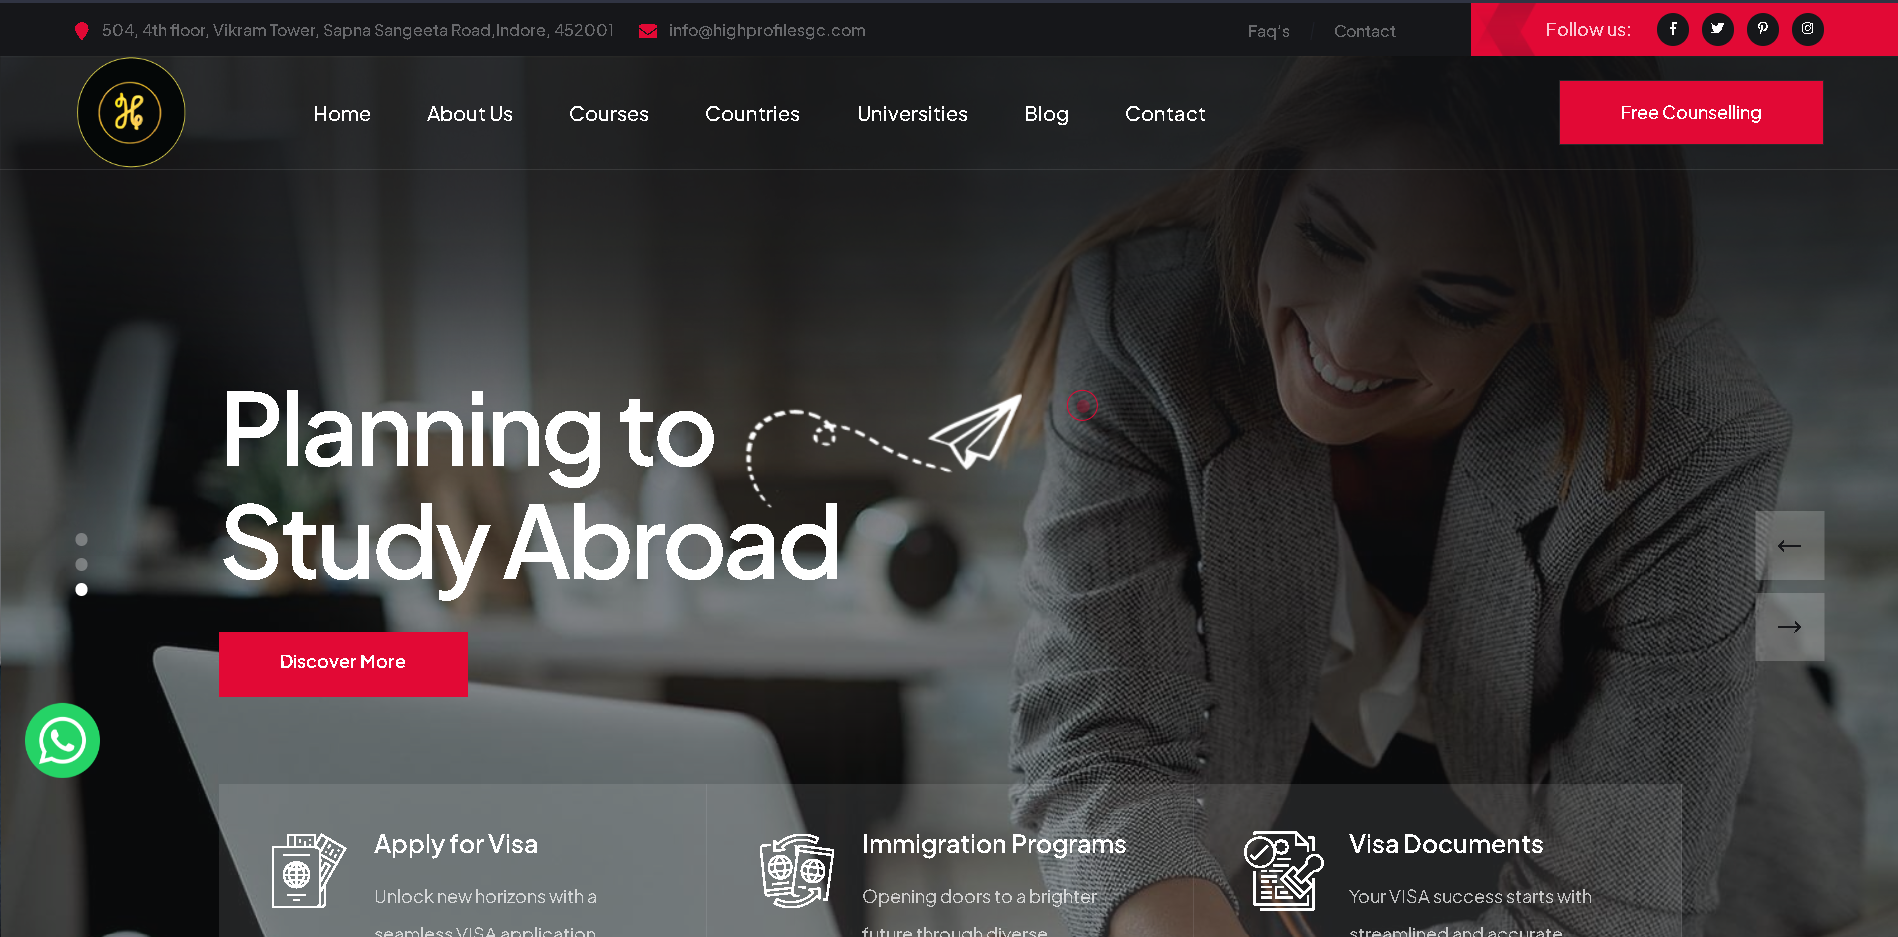 504, 4th floor, Vikram Tower, Sapna Sangeeta Road,Indore, 452001
info@highprofilesgc.com
Faq's
Contact
Follow us:
Home
About Us
Courses
Countries
Universities
Blog
Contact
Free Counselling
Planning to
Study Abroad
Discover More
Apply for Visa
Unlock new horizons with a
seamless VISA application
Immigration Programs
Opening doors to a brighter
future through diverse
Visa Documents
Your VISA success starts with
streamlined and accurate